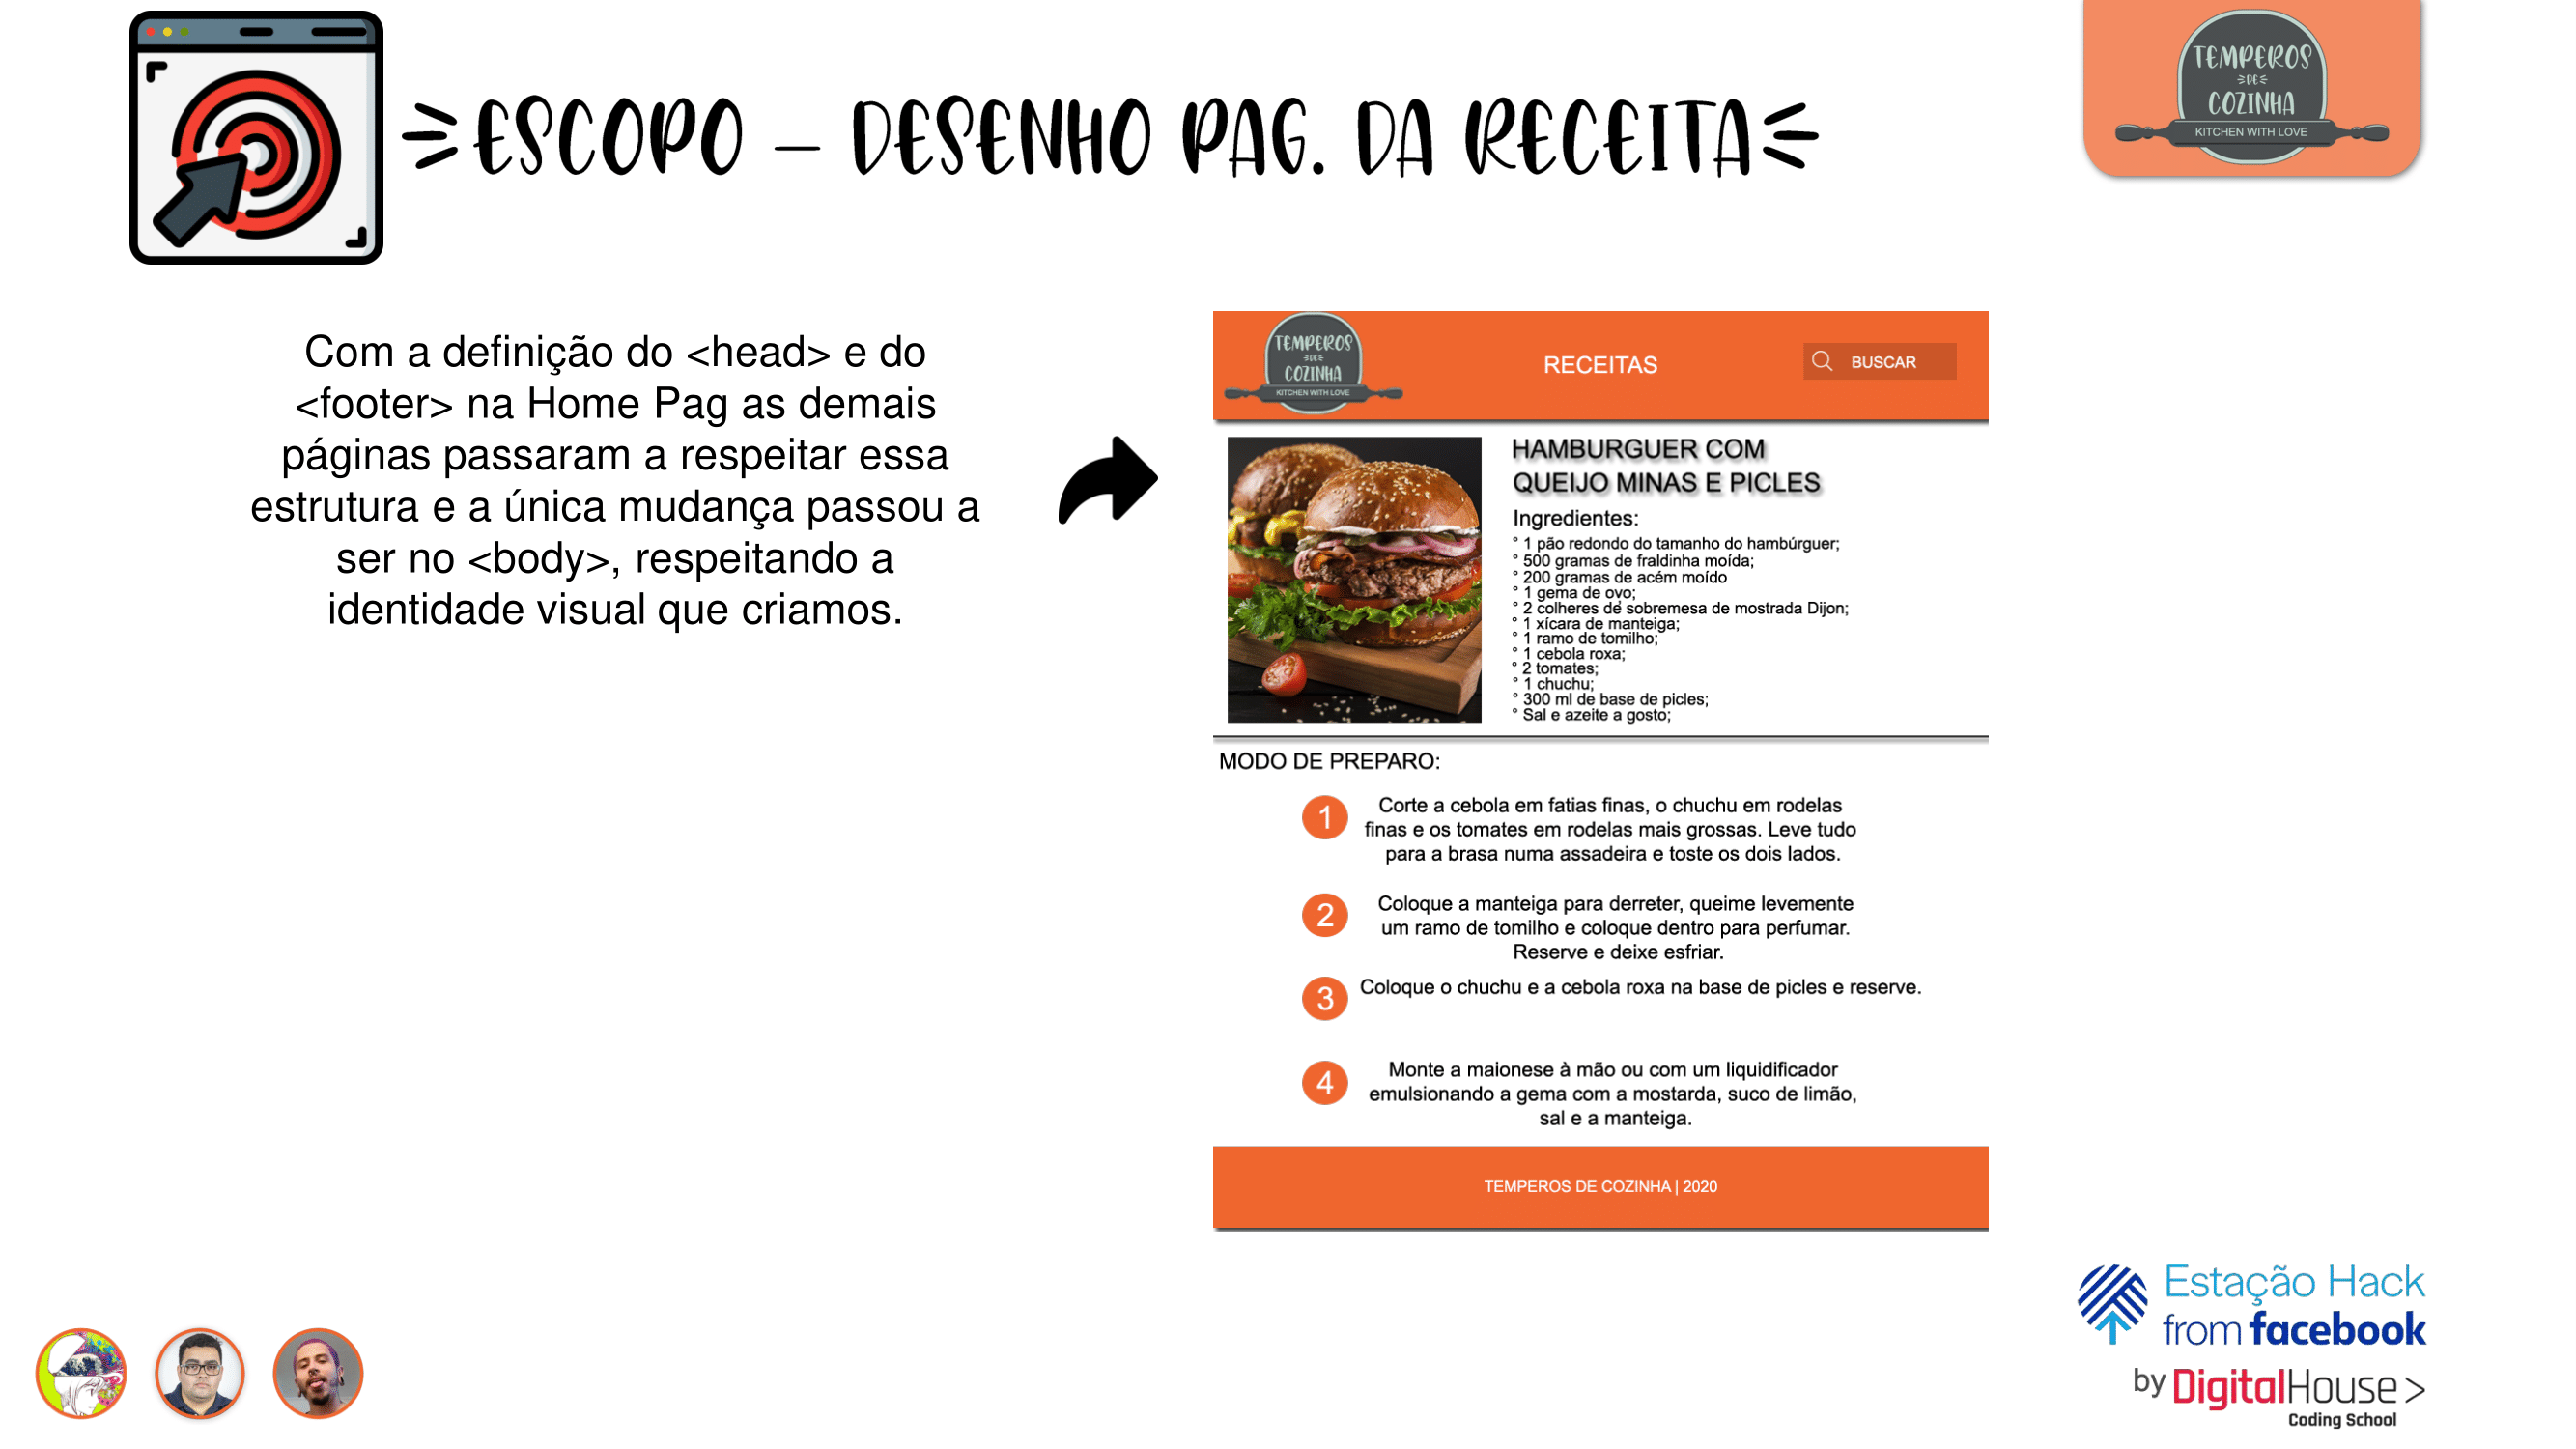 ESCOPO – DESENHO PAG. DA RECEITA
TEMPEROS
DE
COZINHA
KITCHEN WITH LOVE
Com a definição do <head> e do
<footer> na Home Pag as demais
páginas passaram a respeitar essa
estrutura e a única mudança passou a
ser no <body>, respeitando a
identidade visual que criamos.
TEMPEROS
DE
COZINHA
KITCHEN WITH LOVE
RECEITAS
BUSCAR
HAMBURGUER COM
QUEIJO MINAS E PICLES
Ingredientes:
° 1 pão redondo do tamanho do hambúrguer;
° 500 gramas de fraldinha moída;
° 200 gramas de acém moído
° 1 gema de ovo;
° 2 colheres de sobremesa de mostrada Dijon;
° 1 xícara de manteiga;
° 1 ramo de tomilho;
° 1 cebola roxa;
° 2 tomates;
° 1 chuchu;
° 300 ml de base de picles;
° Sal e azeite a gosto;
MODO DE PREPARO:
1
Corte a cebola em fatias finas, o chuchu em rodelas
finas e os tomates em rodelas mais grossas. Leve tudo
para a brasa numa assadeira e toste os dois lados.
2
Coloque a manteiga para derreter, queime levemente
um ramo de tomilho e coloque dentro para perfumar.
Reserve e deixe esfriar.
3
Coloque o chuchu e a cebola roxa na base de picles e reserve.
4
Monte a maionese à mão ou com um liquidificador
emulsionando a gema com a mostarda, suco de limão,
sal e a manteiga.
TEMPEROS DE COZINHA | 2020
Estação Hack
from facebook
by DigitalHouse >
Coding School